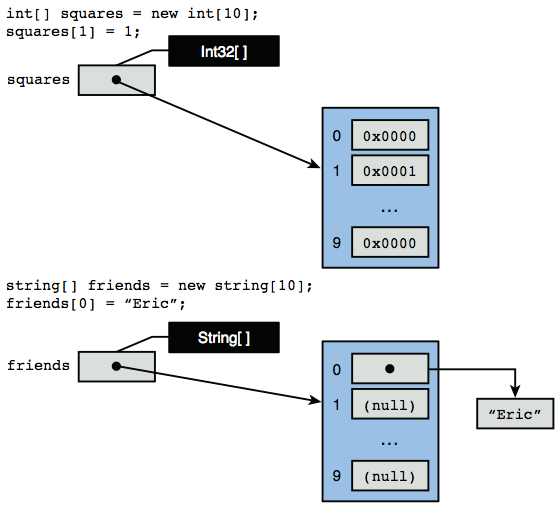 int[] squares = new int[10];
squares[1] = 1;
Int32[ ]
squares
0 0x0000
1 0x0001
...
9 0x0000
string[] friends = new string[10];
friends[0] = “Eric”;
String[ ]
friends
0
1 (null)
“Eric”
...
9 (null)